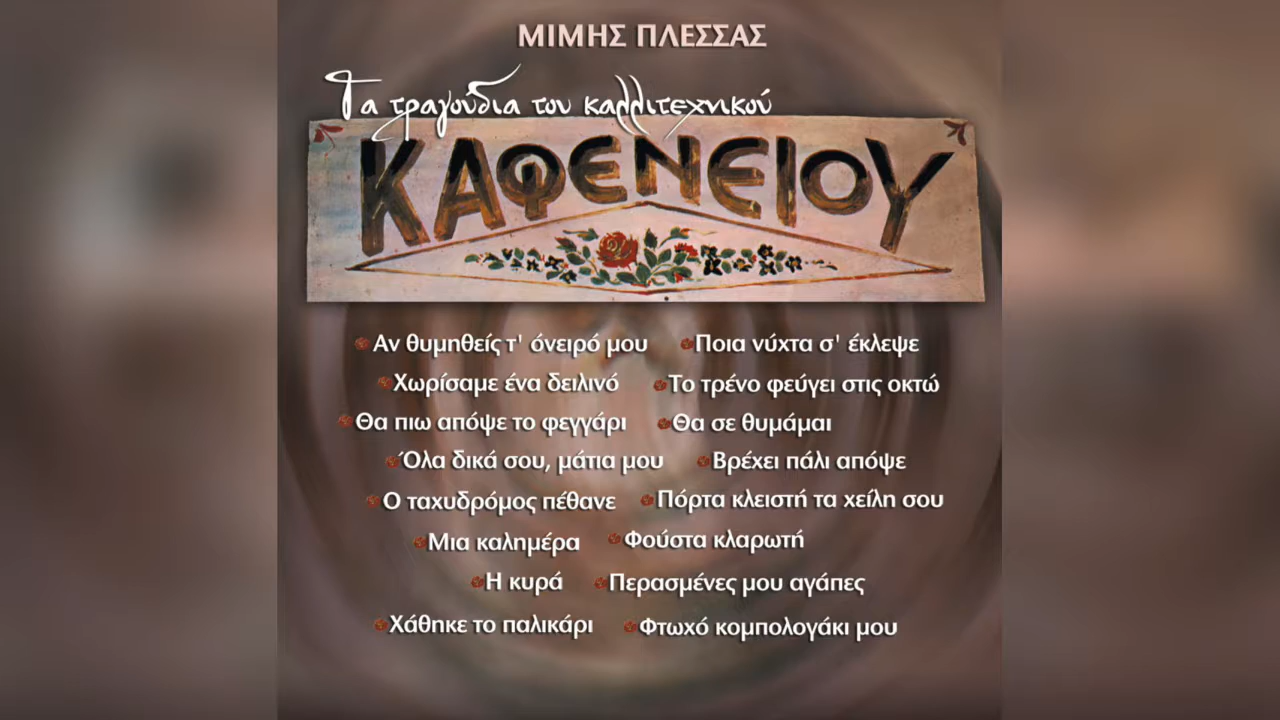 ΜΙΜΗΣ ΠΛΕΣΣΑΣ
Τα τραγούδια του καλλιτεχνικού
ΚΑΦΕΝΕΙΟΥ
Αν θυμηθείς τ' όνειρό μου
Ποια νύχτα σ' έκλεψε
Χωρίσαμε ένα δειλινό
Το τρένο φεύγει στις οκτώ
Θα πιω απόψε το φεγγάρι
Θα σε θυμάμαι
Όλα δικά σου, μάτια μου
Βρέχει πάλι απόψε
Ο ταχυδρόμος πέθανε
Πόρτα κλειστή τα χείλη σου
Μια καλημέρα
Φούστα κλαρωτή
Η κυρά
Περασμένες μου αγάπες
Χάθηκε το παλικάρι
Φτωχό κομπολογάκι μου